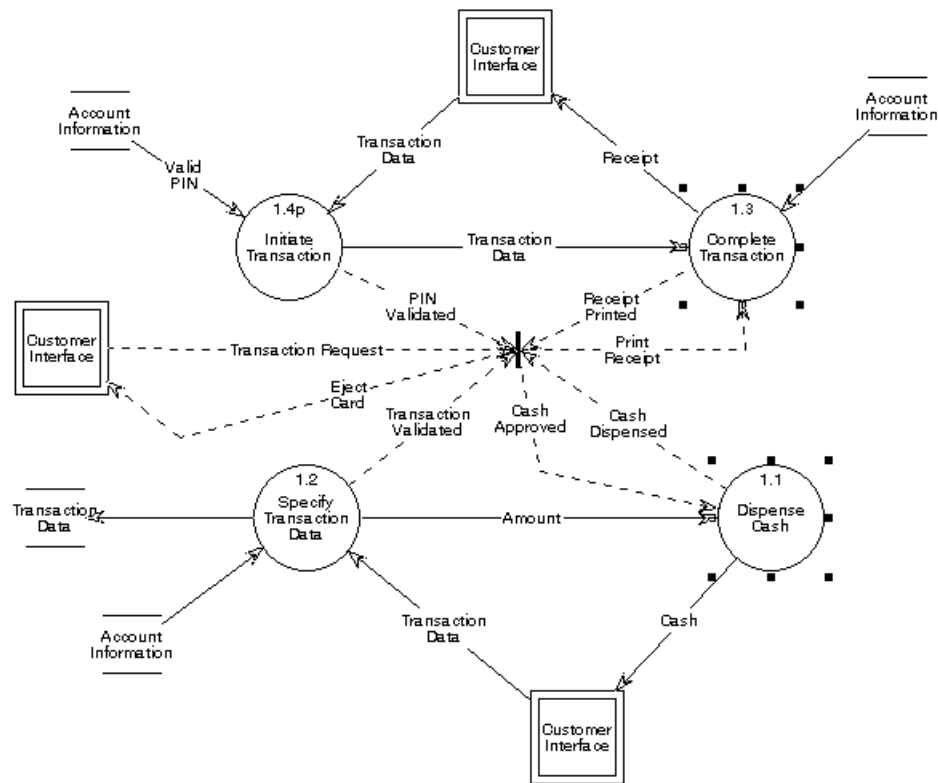 Customer
Interface
Account
Information
Account
Information
Transaction
Data
Receipt
Valid
PIN
1.4p
Initiate
Transaction
1.3
Complete
Transaction
Transaction
Data
PIN
Validated
Receipt
Printed
Customer
Interface
Transaction Request
Print
Receipt
Eject
Card
Transaction
Validated
Cash
Approved
Cash
Dispensed
1.2
Specify
Transaction
Data
1.1
Dispense
Cash
Transaction
Data
Amount
Account
Information
Transaction
Data
Cash
Customer
Interface